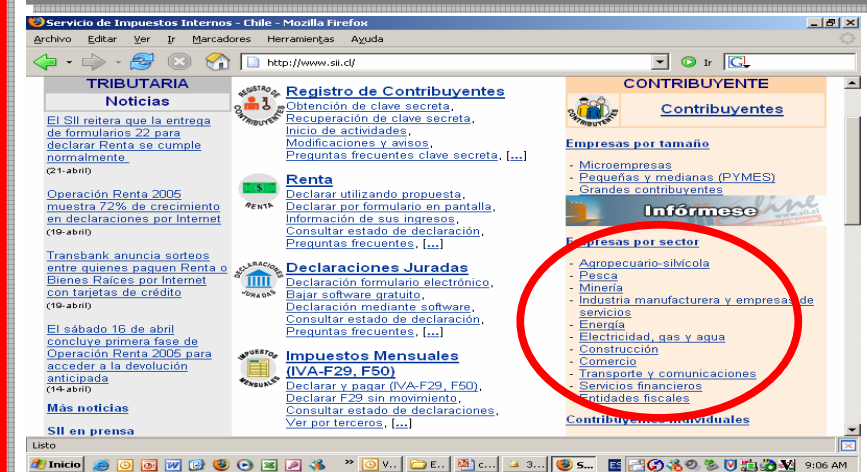 Servicio de Impuestos Internos - Chile - Mozilla Firefox
Archivo Editar Ver Ir Marcadores Herramientas Ayuda
http://www.sii.cl/
Ir
TRIBUTARIA
Noticias
El SII reitera que la entrega
de formularios 22 para
declarar Renta se cumple
normalmente
(21-abril)
Operación Renta 2005
muestra 72% de crecimiento
en declaraciones por Internet
(19-abril)
Transbank anuncia sorteos
entre quienes paguen Renta o
Bienes Raíces por Internet
con tarjetas de crédito
(19-abril)
El sábado 16 de abril
concluye primera fase de
Operación Renta 2005 para
acceder a la devolución
anticipada
(14-abril)
Más noticias
SII en prensa
REGISTRO DE
CONTRIBUYENTES
Registro de Contribuyentes
Obtención de clave secreta,
Recuperación de clave secreta,
Inicio de actividades,
Modificaciones y avisos,
Preguntas frecuentes clave secreta, [...]
RENTA
Renta
Declarar utilizando propuesta,
Declarar por formulario en pantalla,
Información de sus ingresos,
Consultar estado de declaración,
Preguntas frecuentes, [...]
DECLARACIONES
JURADAS
Declaraciones Juradas
Declaración formulario electrónico,
Bajar software gratuito,
Declaración mediante software,
Consultar estado de declaración,
Preguntas frecuentes, [...]
IMPUESTOS
MENSUALES
Impuestos Mensuales
(IVA-F29, F50)
Declarar y pagar (IVA-F29, F50),
Declarar F29 sin movimiento,
Consultar estado de declaraciones,
Ver por terceros, [...]
CONTRIBUYENTE
Contribuyentes
Empresas por tamaño
- Microempresas
- Pequeñas y medianas (PYMES)
- Grandes contribuyentes
Infórmese
www.sii.cl
Empresas por sector
- Agropecuario-silvícola
- Pesca
- Minería
- Industria manufacturera y empresas de
servicios
- Energía
- Electricidad, gas y agua
- Construcción
- Comercio
- Transporte y comunicaciones
- Servicios financieros
- Entidades fiscales
Contribuyentes individuales
Listo
Inicio
» V.. E.. c... 3... S... ES 9:06 AM